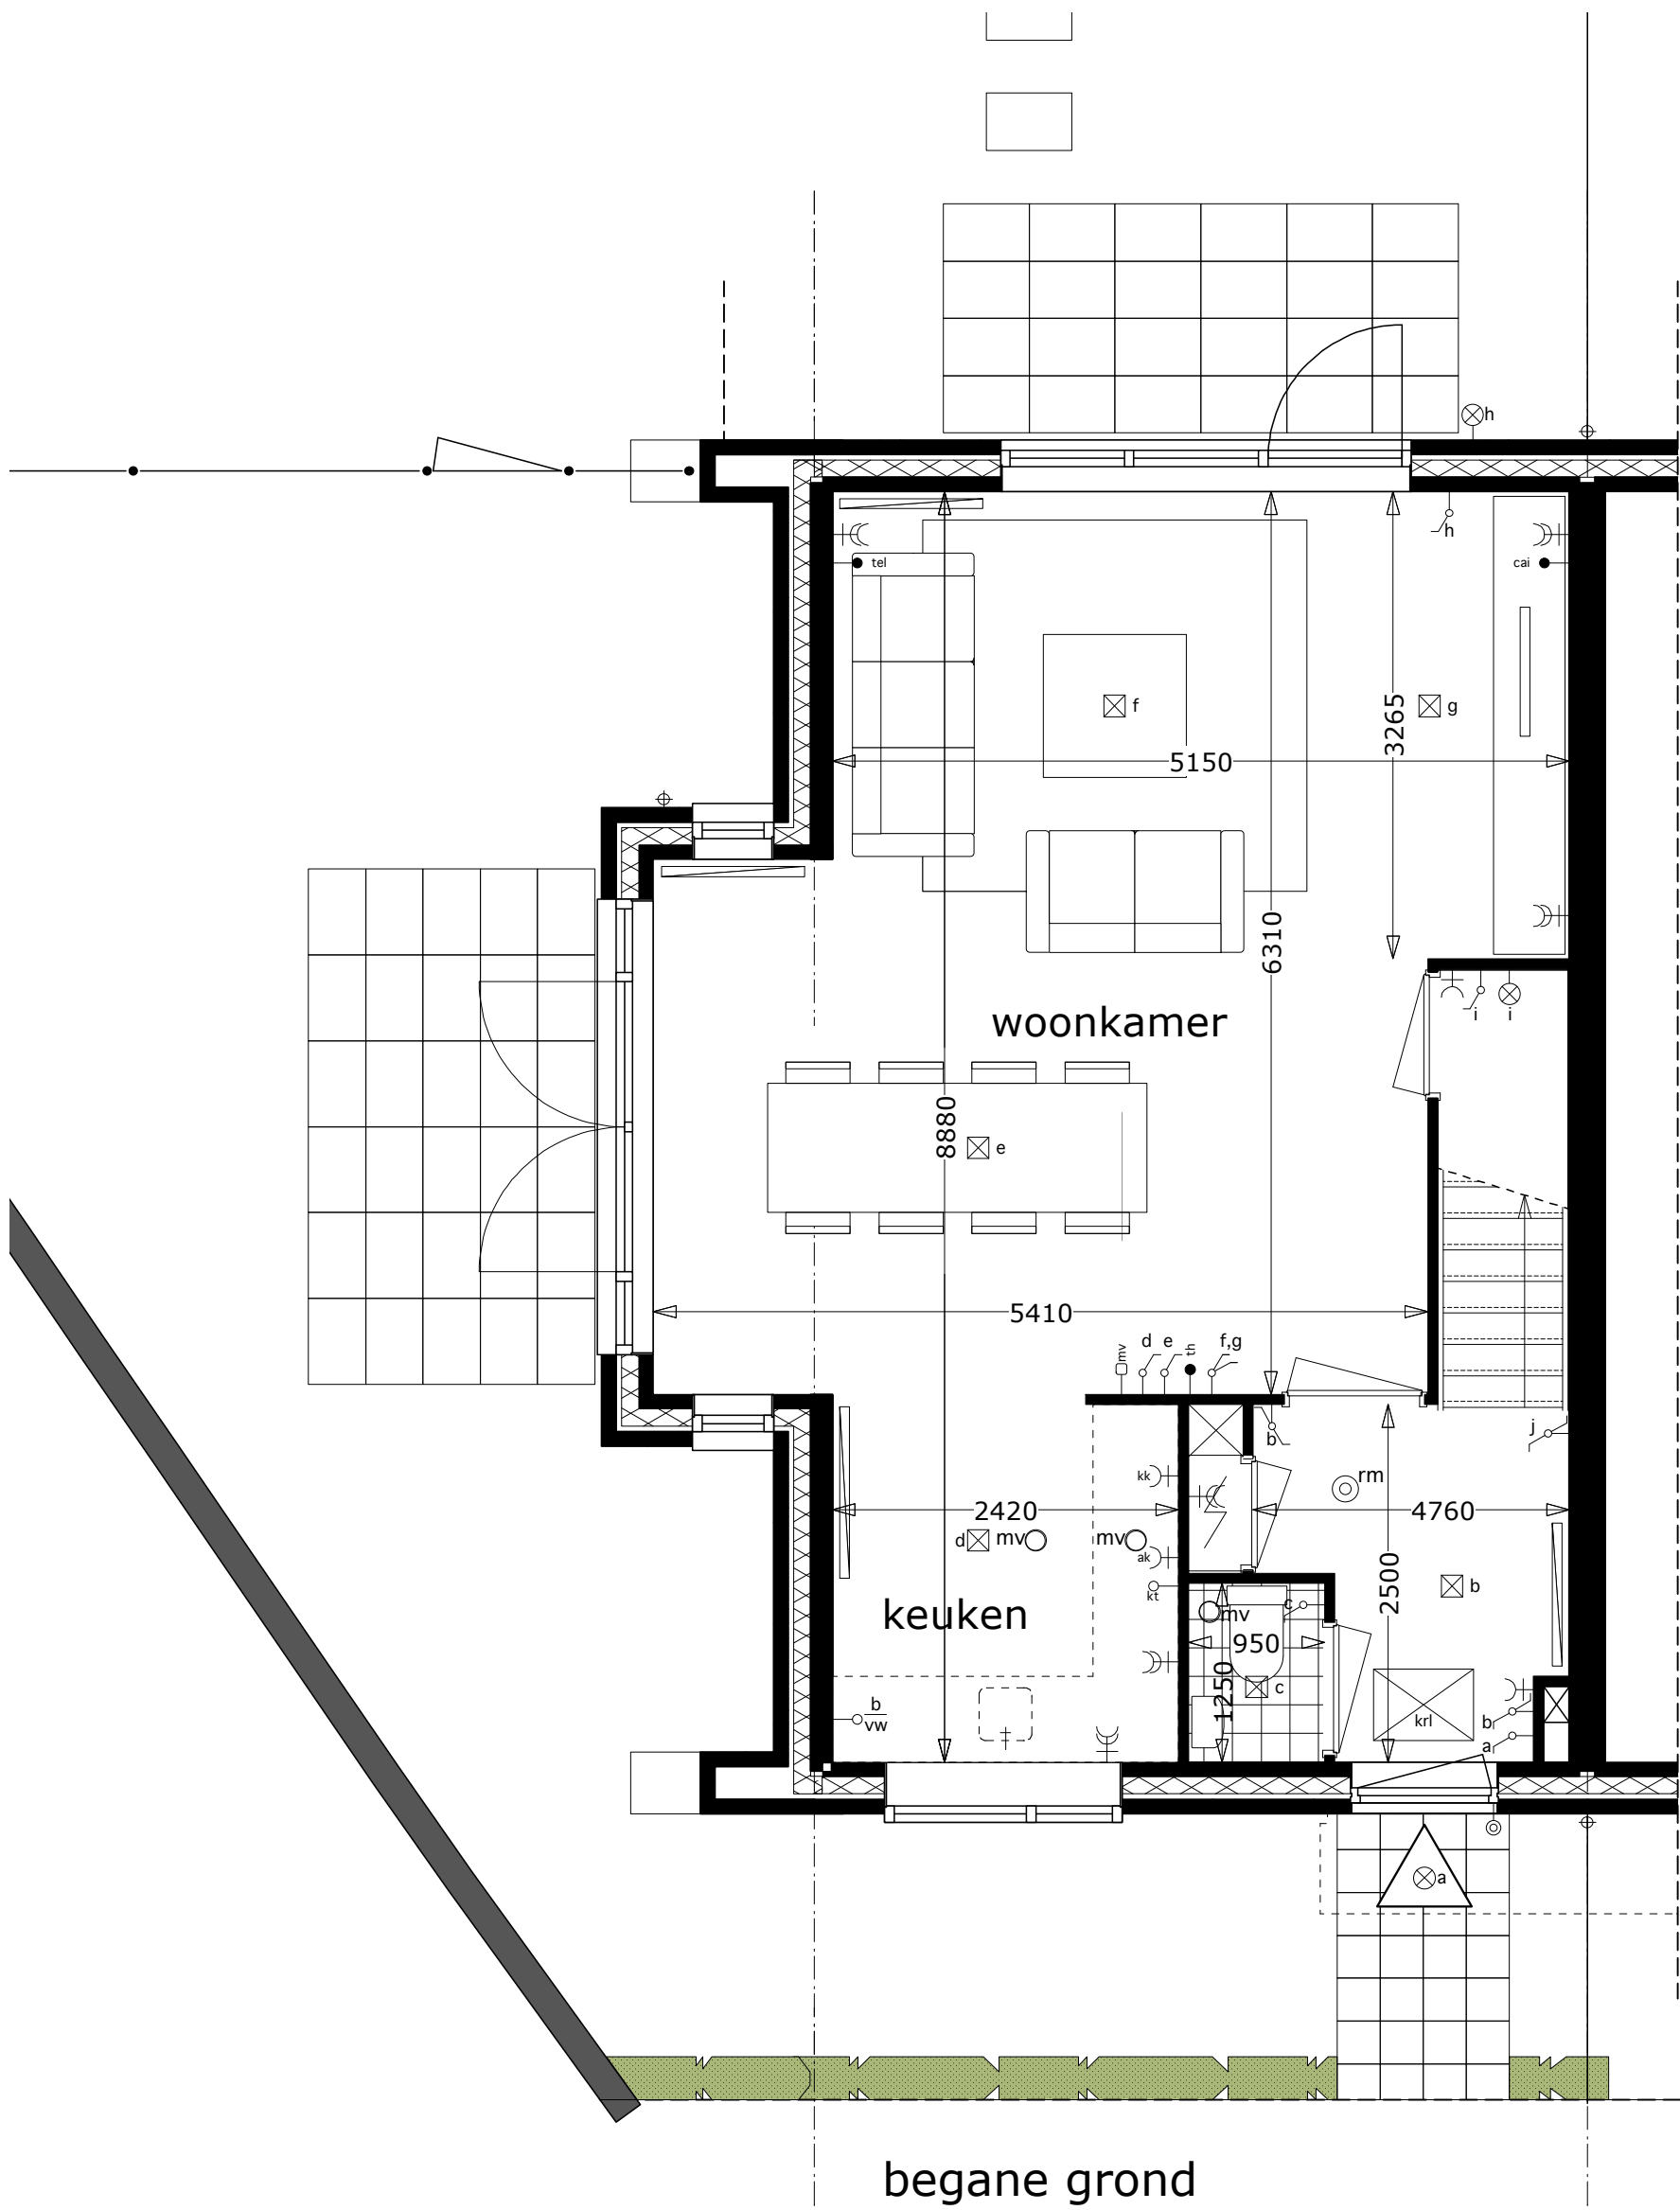 h
h
tel
cai
f
g
3265
5150
6310
woonkamer
i
i
8880
e
5410
mv
d
e
th
f,g
b
j
kk
rm
2420
4760
d
mv
mv
ak
kt
2500
b
keuken
mv
c
950
1250
c
b
vw
krl
b
a
a
begane grond